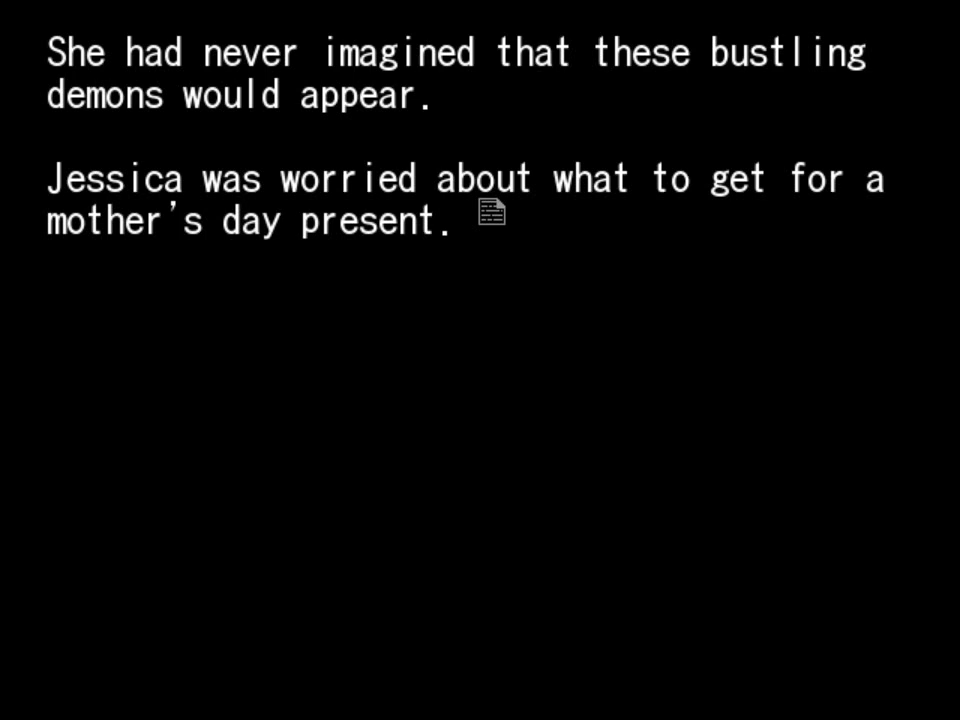 She had never imagined that these bustling
demons would appear.
Jessica was worried about what to get for a
mother's day present.